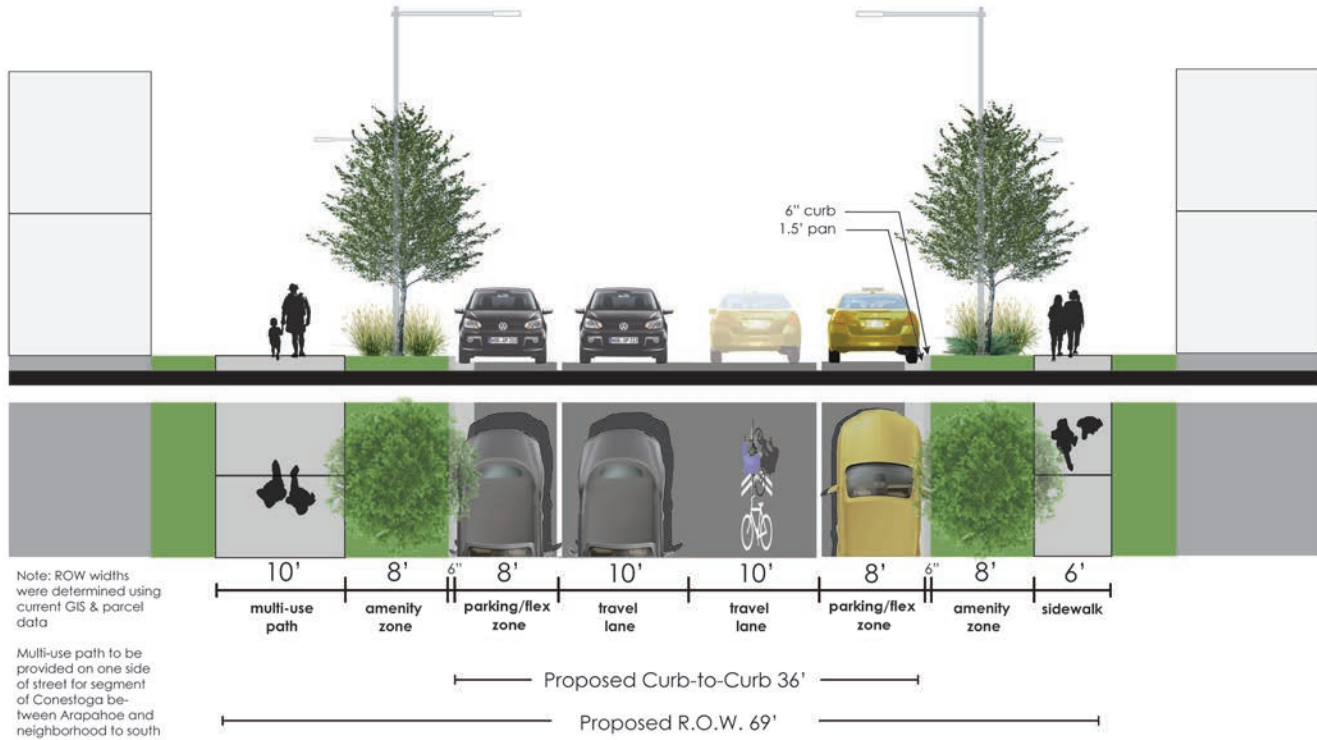 6" curb
1.5' pan
10'
8'
6"
8'
10'
10'
8'
6"
8'
6'
multi-use
path
amenity
zone
parking/flex
zone
travel
lane
travel
lane
parking/flex
zone
amenity
zone
sidewalk
Note: ROW widths
were determined using
current GIS & parcel
data
Multi-use path to be
provided on one side
of street for segment
of Conestoga be-
tween Arapahoe and
neighborhood to south
Proposed Curb-to-Curb 36'
Proposed R.O.W. 69'